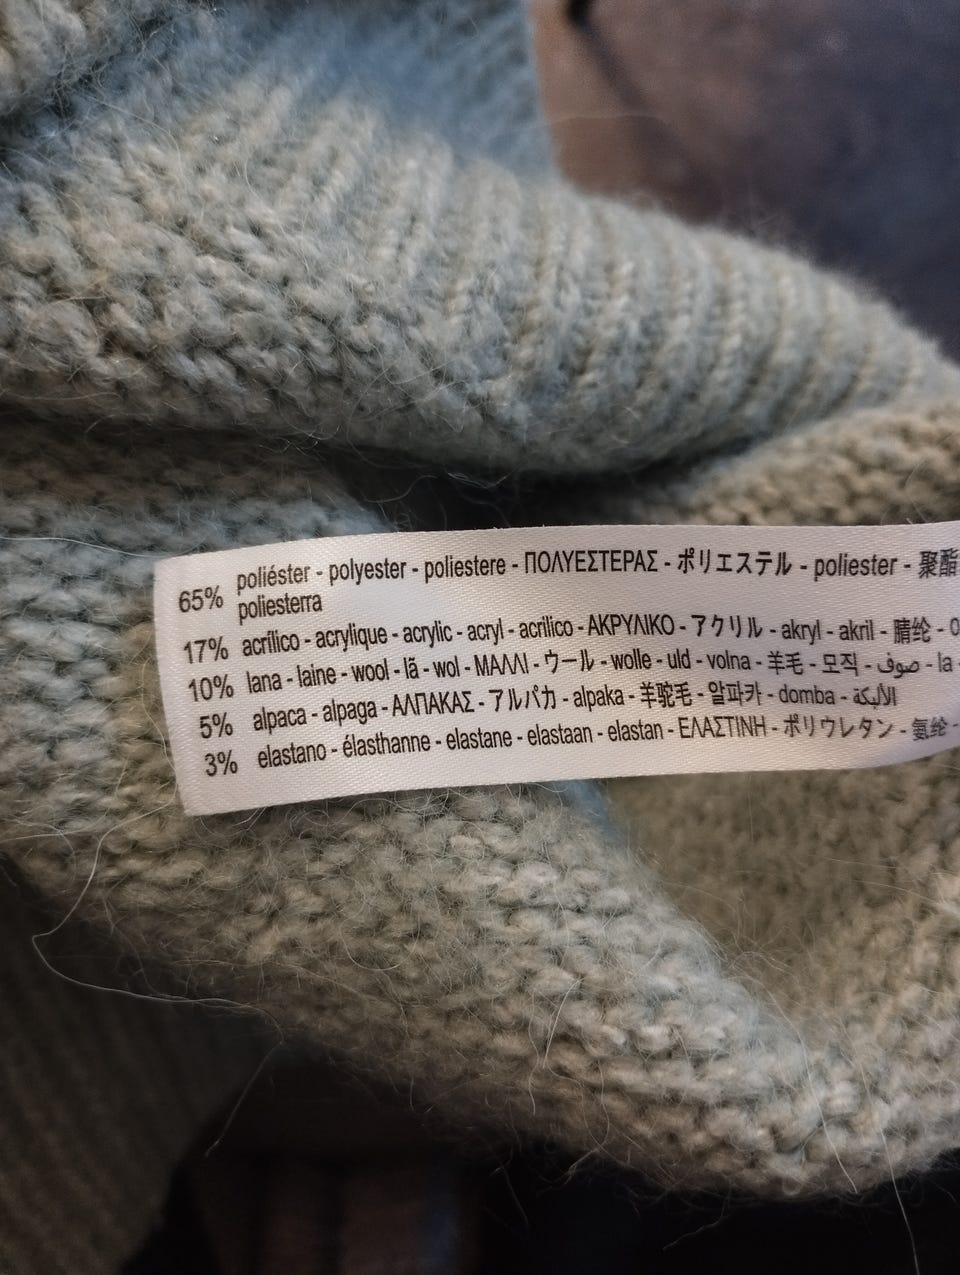 65% poliéster - polyester - poliestere - ΠΟΛΥΕΣΤΕΡΑΣ - ポリエステル - poliester - 聚酯
poliesterra
17% acrílico - acrylique - acrylic - acryl - acrilico - ΑΚΡΥΛΙΚΟ - アクリル - akryl - akril - 腈纶 -
10% lana - laine - wool - lã - wol - ΜΑΛΛΙ - ウール - wolle - uld - volna - 羊毛 - 모직 - صوف - la -
5% alpaca - alpaga - ΑΛΠΑΚΑΣ - アルパカ - alpaka - 羊驼毛 - 알파카 - domba -
3% elastano - élasthanne - elastane - elastaan - elastan - ΕΛΑΣΤΙΝΗ - ポリウレタン - 氨纶 -